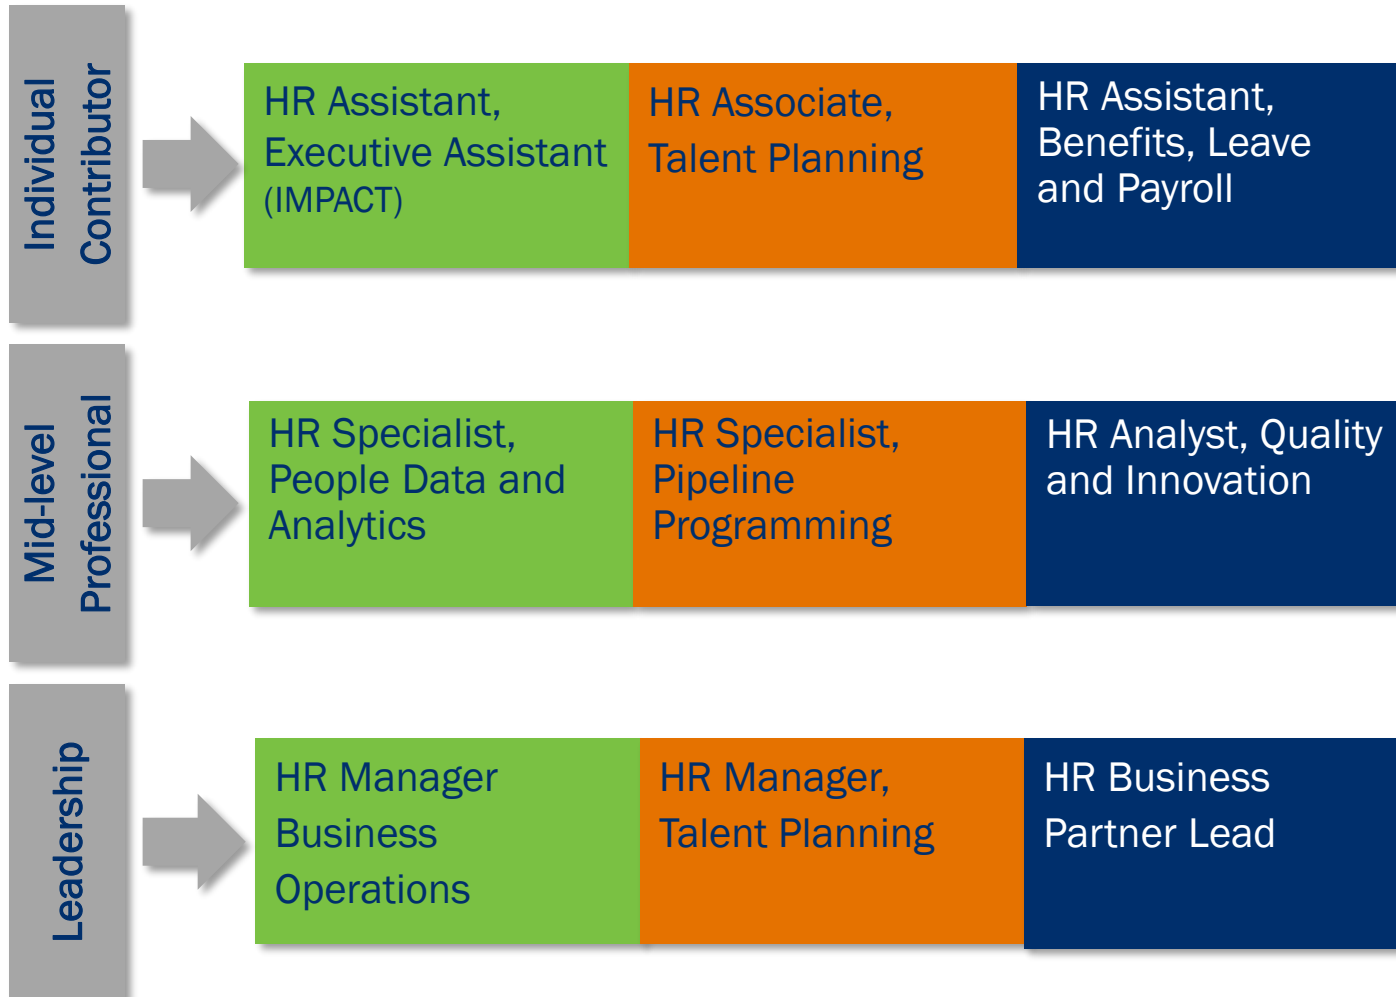 Individual
Contributor
HR Assistant,
Executive Assistant
(IMPACT)
HR Associate,
Talent Planning
HR Assistant,
Benefits, Leave
and Payroll
Mid-level
Professional
HR Specialist,
People Data and
Analytics
HR Specialist,
Pipeline
Programming
HR Analyst, Quality
and Innovation
Leadership
HR Manager
Business
Operations
HR Manager,
Talent Planning
HR Business
Partner Lead